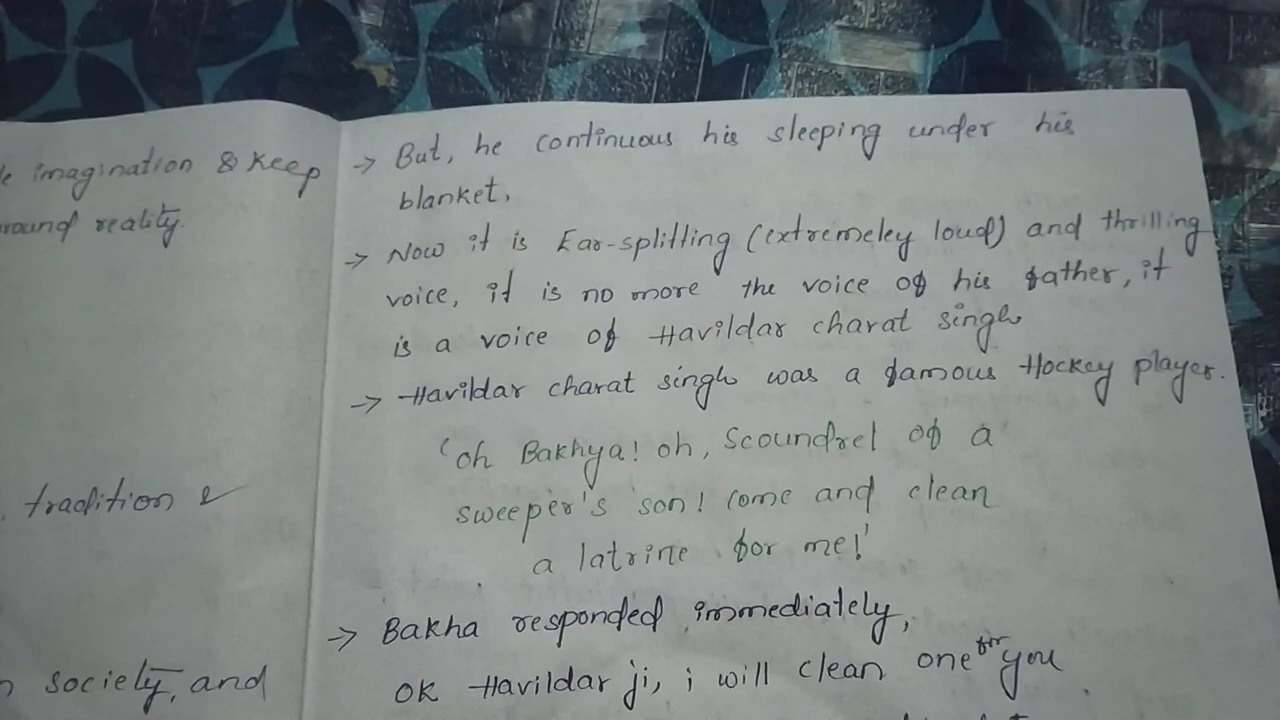 imagination & keep
round reality.
tradition &
society, and
→ But, he continuous his sleeping under his
blanket,
→ Now it is Ear-splitting (extremeley loud) and thrilling
voice, it is no more the voice of his father, it
is a voice of Havildar charat singh
→ Havildar charat singh was a famous Hockey player.
'oh Bakhya! oh, Scoundrel of a
sweeper's son! come and clean
a latrine for me!'
→ Bakha responded immediately,
OK Havildar ji, i will clean one for you